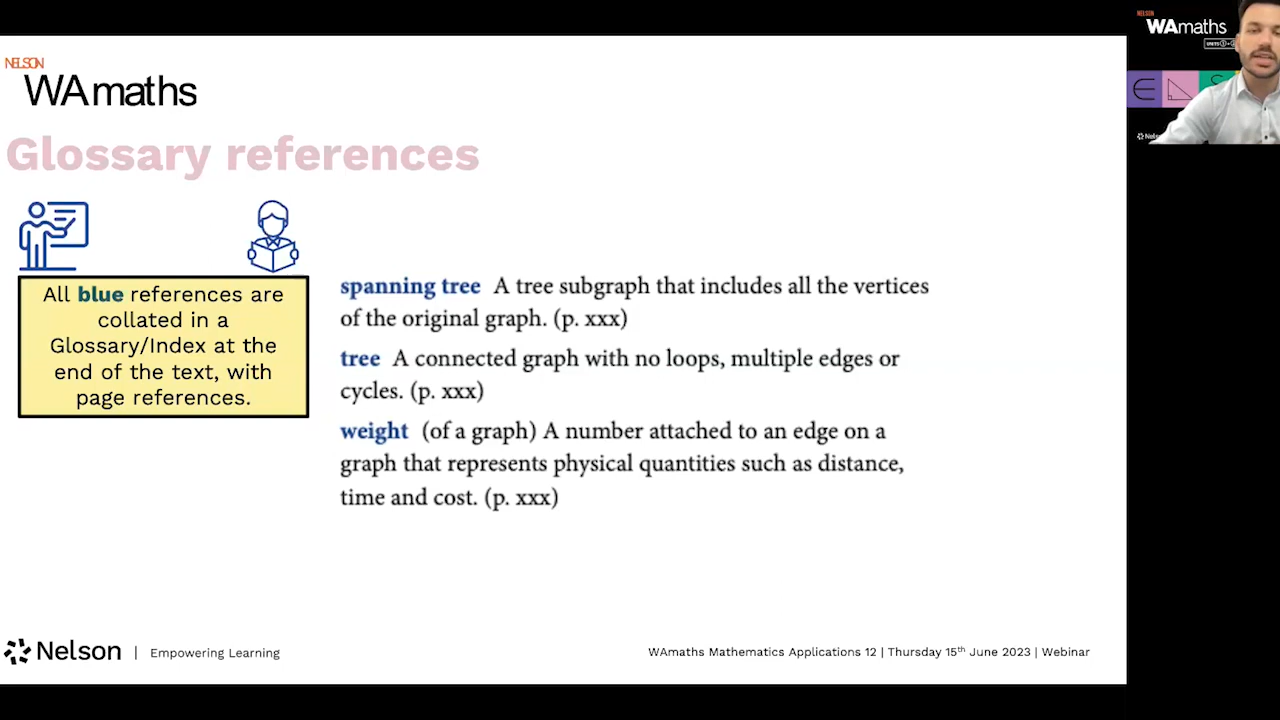 NELSON
WAmaths
Glossary references
All blue references are
collated in a
Glossary/Index at the
end of the text, with
page references.
spanning tree A tree subgraph that includes all the vertices
of the original graph. (p. xxx)
tree A connected graph with no loops, multiple edges or
cycles. (p. xxx)
weight (of a graph) A number attached to an edge on a
graph that represents physical quantities such as distance,
time and cost. (p. xxx)
Nelson | Empowering Learning
WAmaths Mathematics Applications 12 | Thursday 15th June 2023 | Webinar
NELSON
WAmaths
UNITS